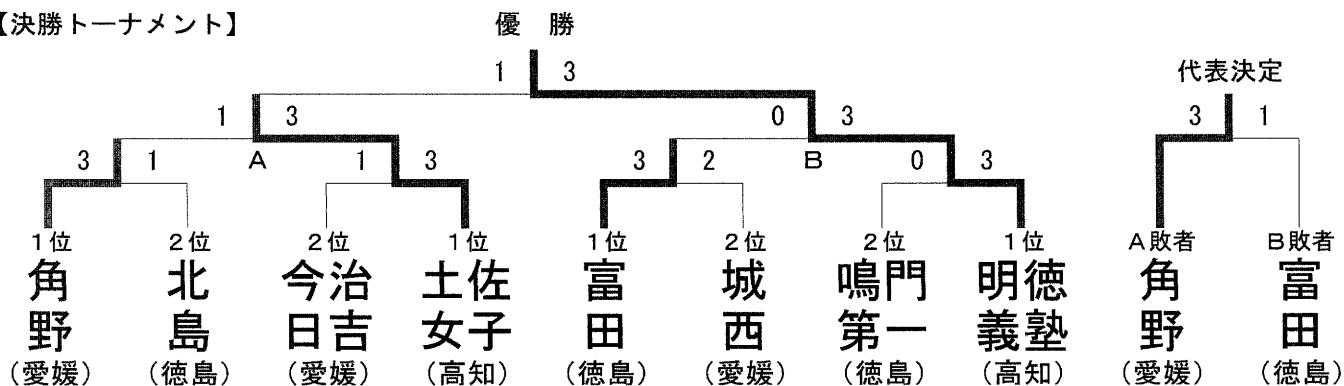 【決勝トーナメント】
優　勝
1 3
代表決定
1 3 0 3 3 1
3 1 A 1 3 3 2 B 0 3
1位 2位 2位 1位 1位 2位 2位 1位 A敗者 B敗者
角野 北島 今治日吉 土佐女子 富田 城西 鳴門第一 明徳義塾 角野 富田
(愛媛) (徳島) (愛媛) (高知) (徳島) (愛媛) (徳島) (高知) (愛媛) (徳島)